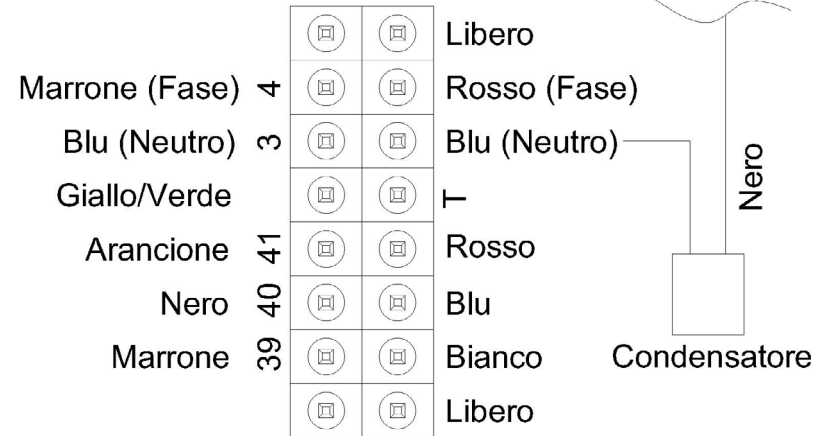 Libero
Marrone (Fase) 4 Rosso (Fase)
Blu (Neutro) 3 Blu (Neutro)
Giallo/Verde T
Arancione 41 Rosso
Nero 40 Blu
Marrone 39 Bianco
Libero
Nero
Condensatore